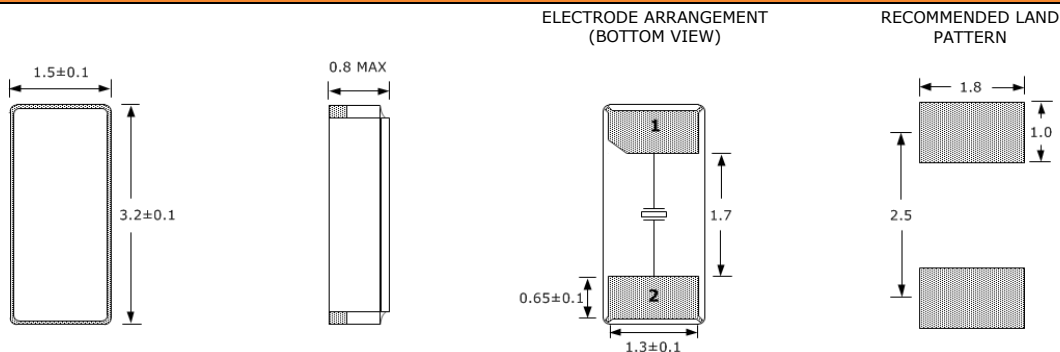 ELECTRODE ARRANGEMENT
(BOTTOM VIEW)
RECOMMENDED LAND
PATTERN
1.5±0.1
3.2±0.1
0.8 MAX
1
1.7
2
0.65±0.1
1.3±0.1
1.8
1.0
2.5